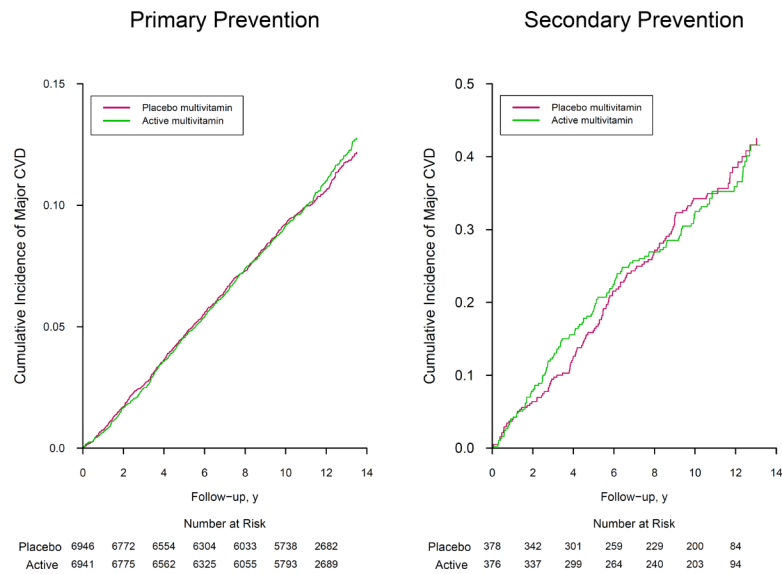 Primary Prevention
Cumulative Incidence of Major CVD
0.15
0.10
0.05
0.0
Placebo multivitamin
Active multivitamin
0 2 4 6 8 10 12 14
Follow-up, y
Number at Risk
Placebo 6946 6772 6554 6304 6033 5738 2682
Active 6941 6775 6562 6325 6055 5793 2689
Secondary Prevention
Cumulative Incidence of Major CVD
0.5
0.4
0.3
0.2
0.1
0.0
Placebo multivitamin
Active multivitamin
0 2 4 6 8 10 12 14
Follow-up, y
Number at Risk
Placebo 378 342 301 259 229 200 84
Active 376 337 299 264 240 203 94